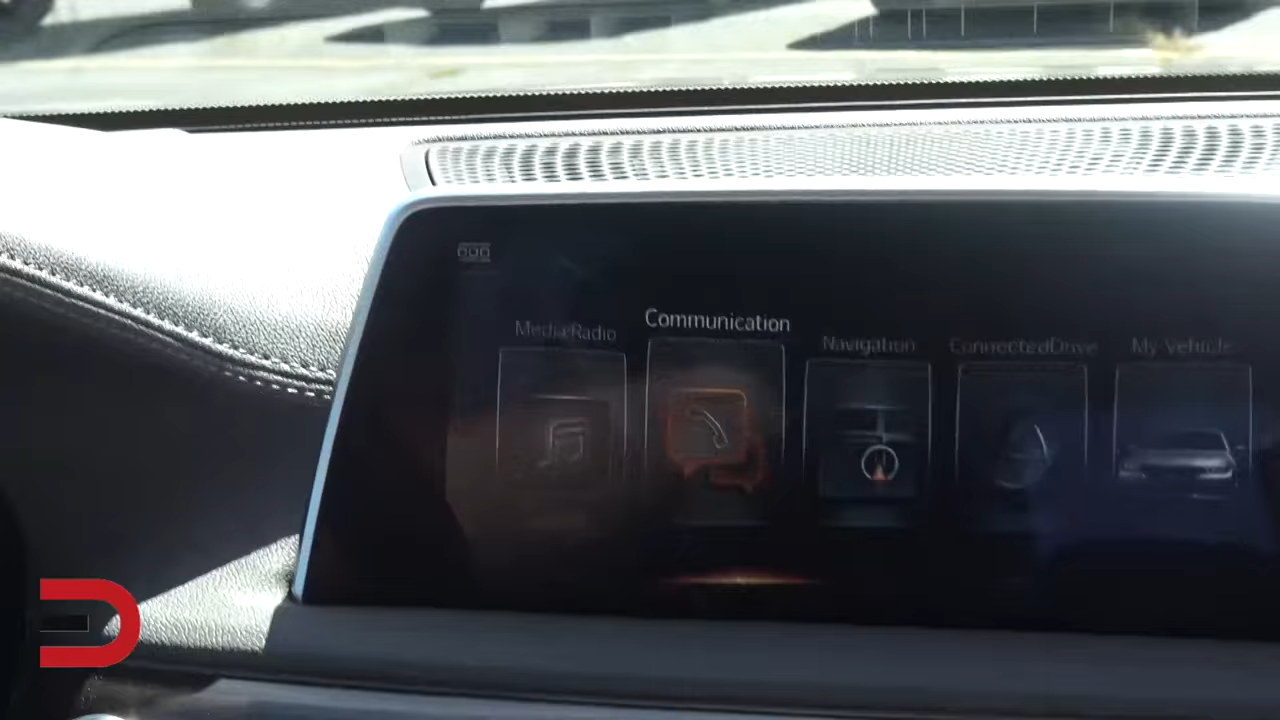 Media/Radio
Communication
Navigation
ConnectedDrive
My Vehicle